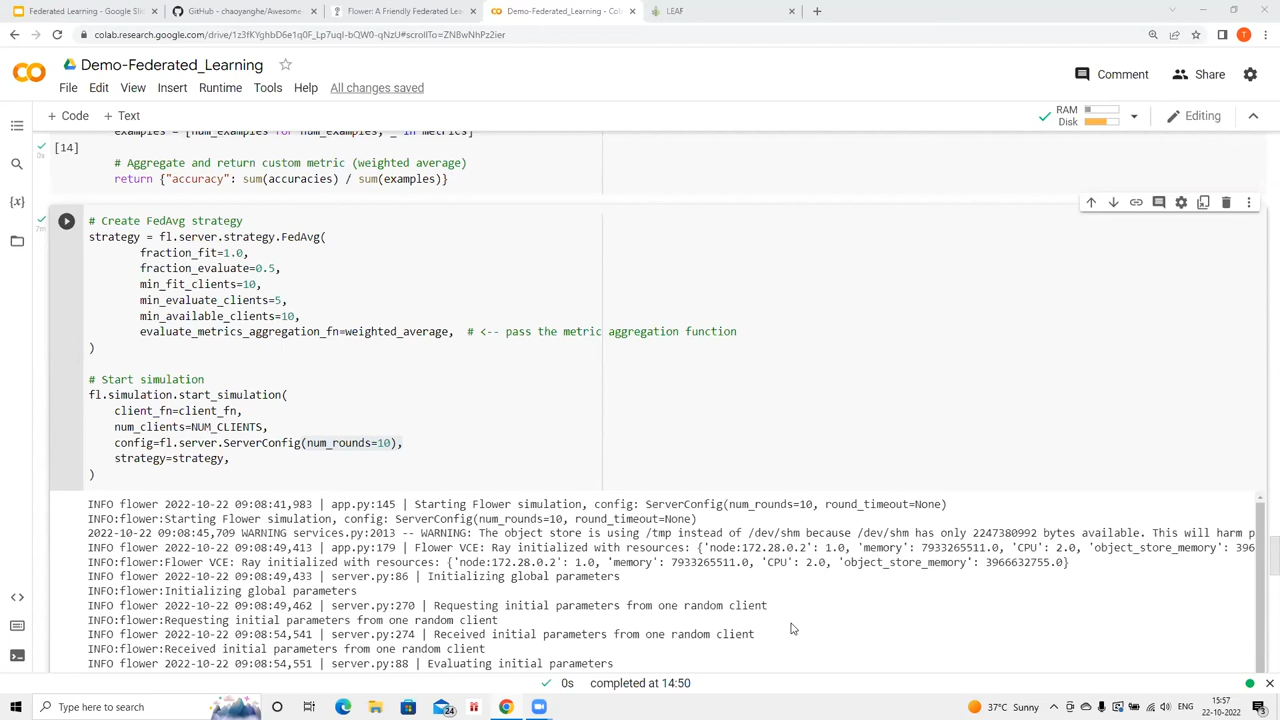 Federated Learning - Google Slid
GitHub - chaoyanghe/Awesome
Flower: A Friendly Federated Lea
Demo-Federated_Learning - Cola
LEAF
colab.research.google.com/drive/
Demo-Federated_Learning
Comment
Share
File Edit View Insert Runtime Tools Help All changes saved
+ Code + Text
RAM
Disk
Editing
examples = [num_examples for num_examples, _ in metrics]
[14]
0s
# Aggregate and return custom metric (weighted average)
return {"accuracy": sum(accuracies) / sum(examples)}
7m
# Create FedAvg strategy
strategy = fl.server.strategy.FedAvg(
fraction_fit=1.0,
fraction_evaluate=0.5,
min_fit_clients=10,
min_evaluate_clients=5,
min_available_clients=10,
evaluate_metrics_aggregation_fn=weighted_average,  # <-- pass the metric aggregation function
)
# Start simulation
fl.simulation.start_simulation(
client_fn=client_fn,
num_clients=NUM_CLIENTS,
config=fl.server.ServerConfig(num_rounds=10),
strategy=strategy,
)
INFO flower 2022-10-22 09:08:41,983 | app.py:145 | Starting Flower simulation, config: ServerConfig(num_rounds=10, round_timeout=None)
INFO:flower:Starting Flower simulation, config: ServerConfig(num_rounds=10, round_timeout=None)
2022-10-22 09:08:45,709 WARNING services.py:2013 -- WARNING: The object store is using /tmp instead of /dev/shm because /dev/shm has only 2247380992 bytes available. This will harm p
INFO flower 2022-10-22 09:08:49,413 | app.py:179 | Flower VCE: Ray initialized with resources: {'node:172.28.0.2': 1.0, 'memory': 7933265511.0, 'CPU': 2.0, 'object_store_memory': 396
INFO:flower:Flower VCE: Ray initialized with resources: {'node:172.28.0.2': 1.0, 'memory': 7933265511.0, 'CPU': 2.0, 'object_store_memory': 3966632755.0}
INFO flower 2022-10-22 09:08:49,433 | server.py:86 | Initializing global parameters
INFO:flower:Initializing global parameters
INFO flower 2022-10-22 09:08:49,462 | server.py:270 | Requesting initial parameters from one random client
INFO:flower:Requesting initial parameters from one random client
INFO flower 2022-10-22 09:08:54,541 | server.py:274 | Received initial parameters from one random client
INFO:flower:Received initial parameters from one random client
INFO flower 2022-10-22 09:08:54,551 | server.py:88 | Evaluating initial parameters
0s completed at 14:50
Type here to search
24
37°C Sunny
ENG
15:57
22-10-2022